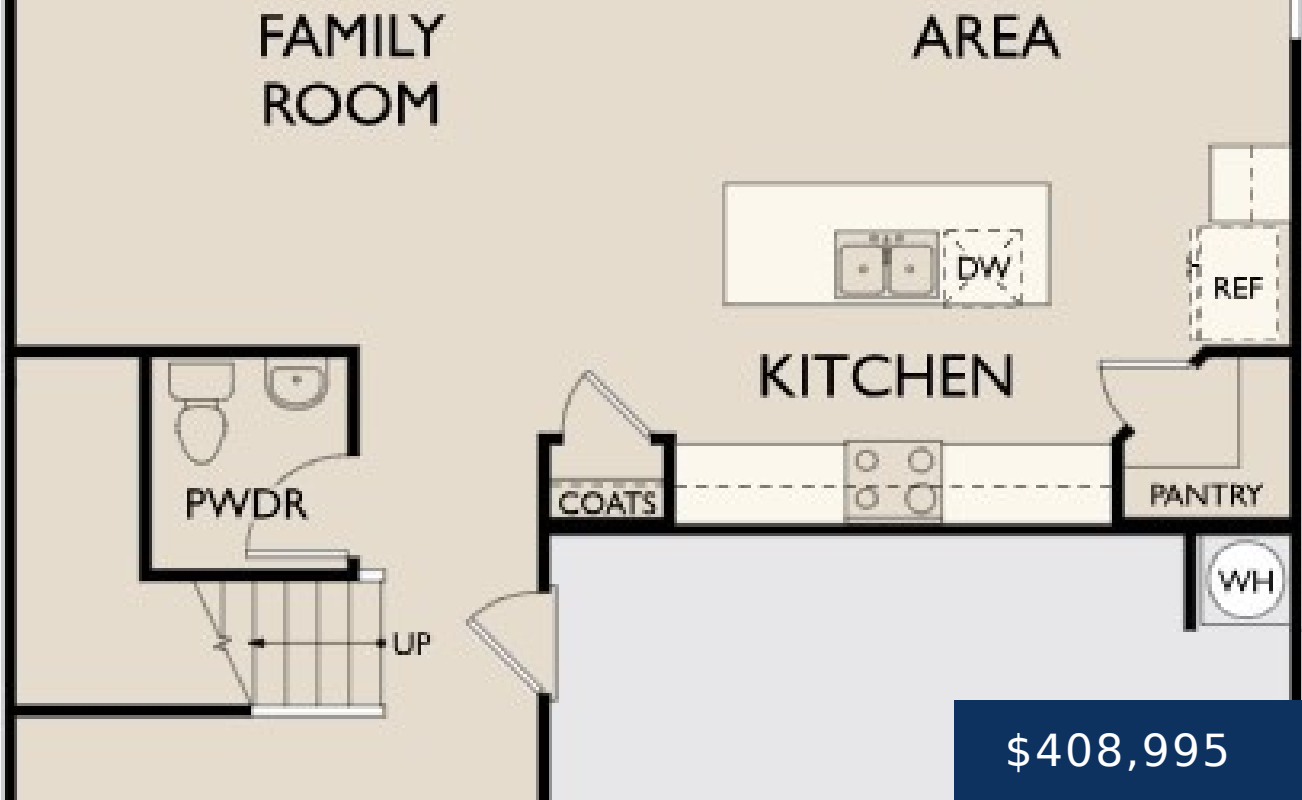 FAMILY
ROOM
AREA
DW
REF
KITCHEN
PWDR
COATS
PANTRY
WH
UP
$408,995